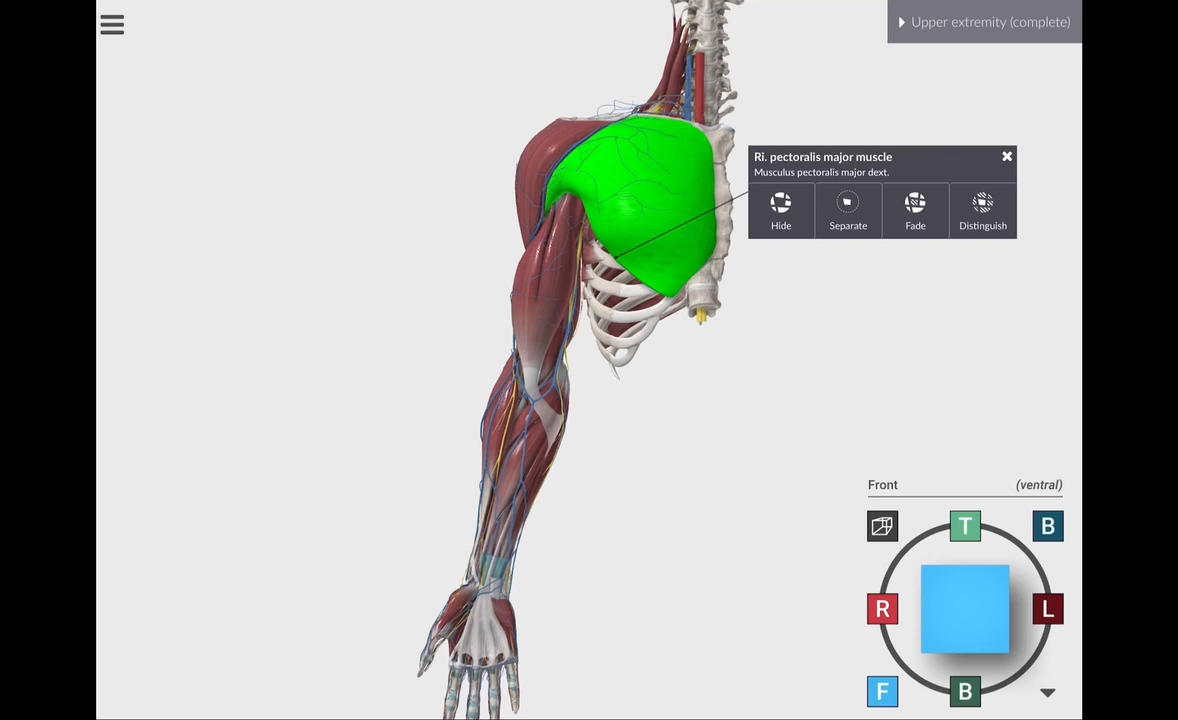 Upper extremity (complete)
Ri. pectoralis major muscle
Musculus pectoralis major dext.
Hide Separate Fade Distinguish
Front (ventral)
T B
R L
F B